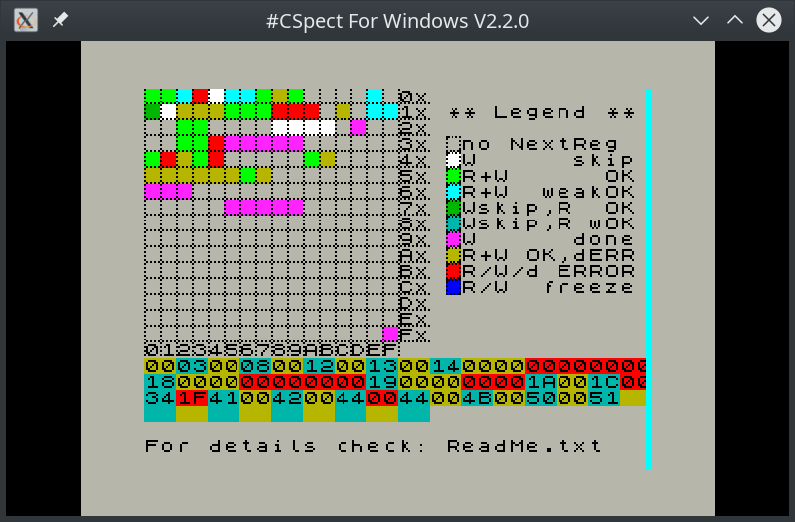 #CSpect For Windows V2.2.0
0x.
1x. ** Legend **
2x.
3x. no NextReg
4x. W skip
5x. R+W OK
6x. R+W weakOK
7x. Wskip,R OK
8x. Wskip,R wOK
9x. W done
Ax. R+W OK,dERR
Bx. R/W/d ERROR
Cx. R/W freeze
Dx.
Ex.
Fx.
0123456789ABCDEF
00030008001200130014000000000000
1800000000000019000000001A001C00
341F41004200440044004B00500051
For details check: ReadMe.txt